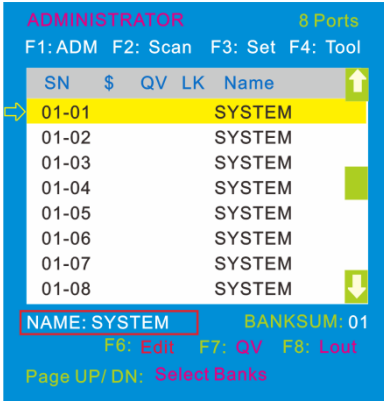 ADMINISTRATOR 8 Ports
F1: ADM F2: Scan F3: Set F4: Tool
SN $ QV LK Name
01-01 SYSTEM
01-02 SYSTEM
01-03 SYSTEM
01-04 SYSTEM
01-05 SYSTEM
01-06 SYSTEM
01-07 SYSTEM
01-08 SYSTEM
NAME: SYSTEM BANKSUM: 01
F6: Edit F7: QV F8: Lout
Page UP/ DN: Select Banks